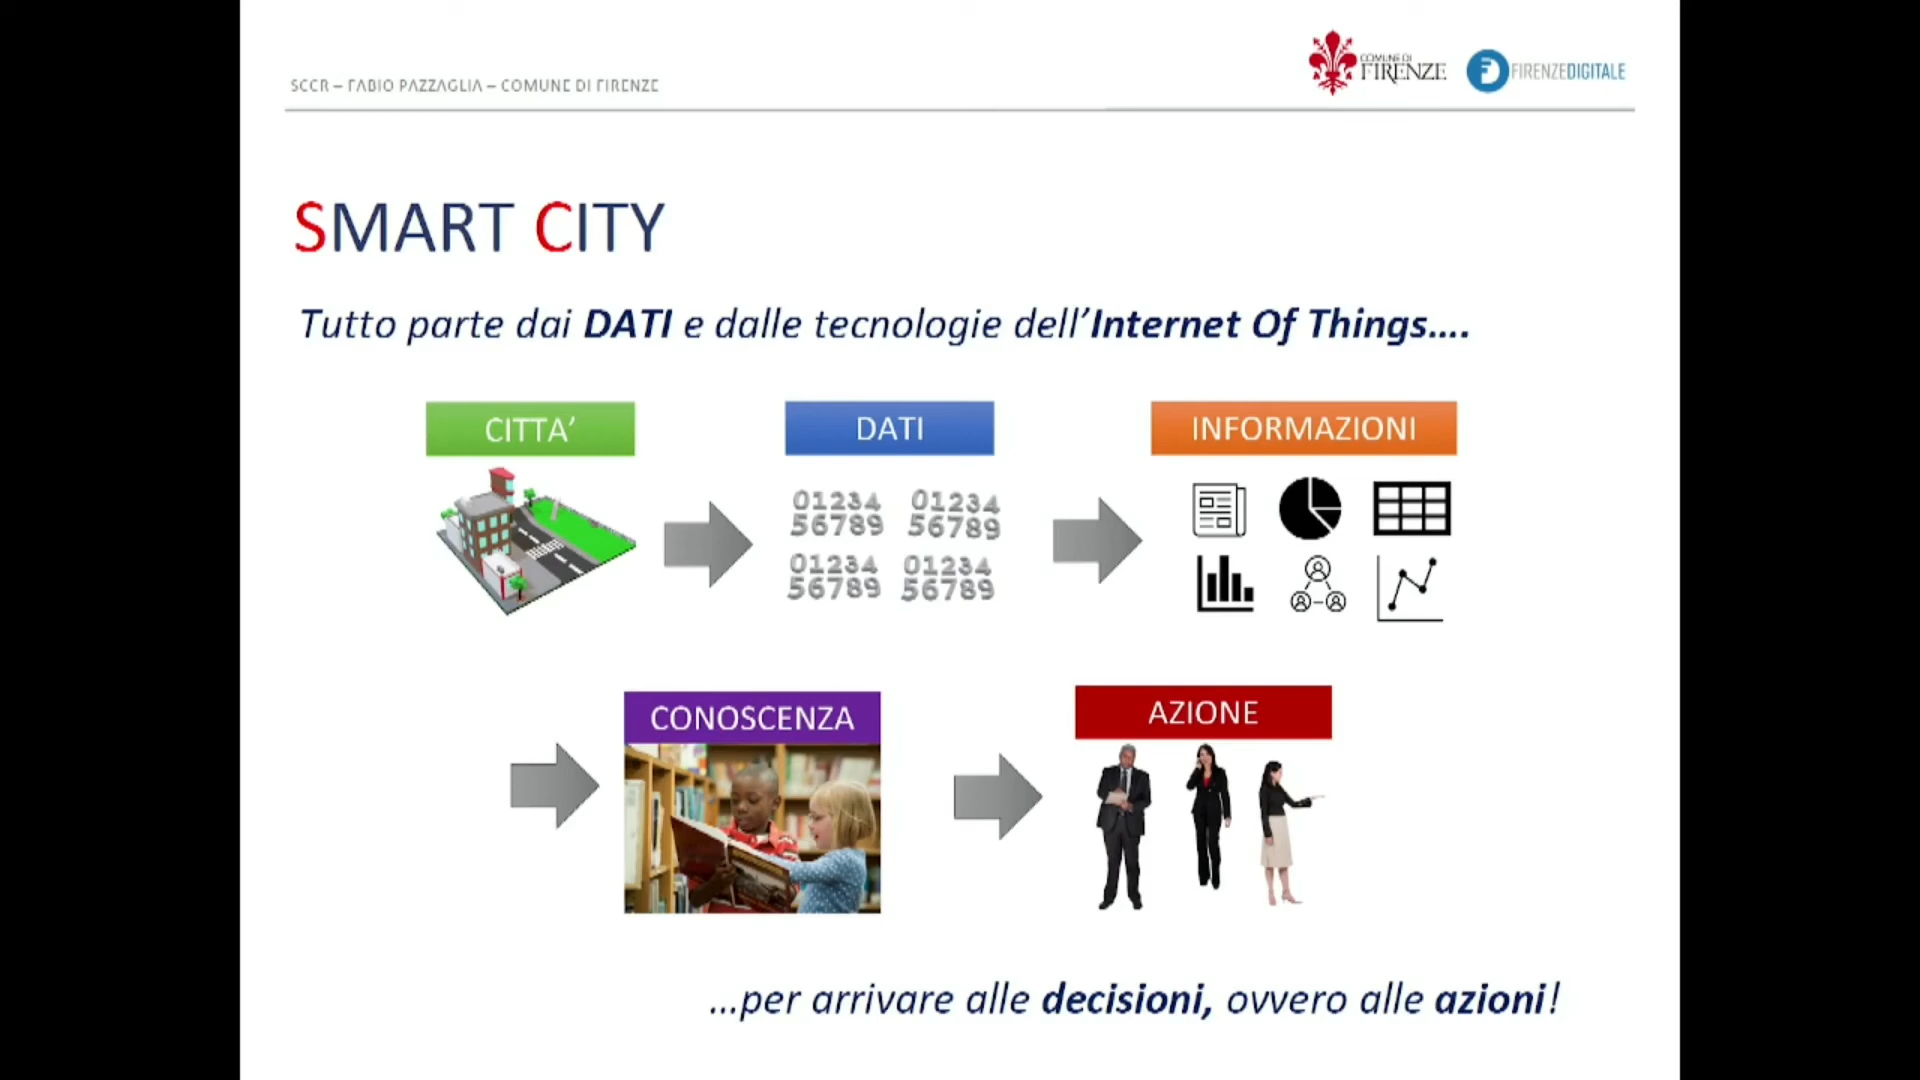 SCCR – FABIO PAZZAGLIA – COMUNE DI FIRENZE
COMUNE DI
FIRENZE
FIRENZEDIGITALE
SMART CITY
Tutto parte dai DATI e dalle tecnologie dell’Internet Of Things....
CITTA’
DATI
INFORMAZIONI
01234 01234
56789 56789
01234 01234
56789 56789
CONOSCENZA
AZIONE
...per arrivare alle decisioni, ovvero alle azioni!